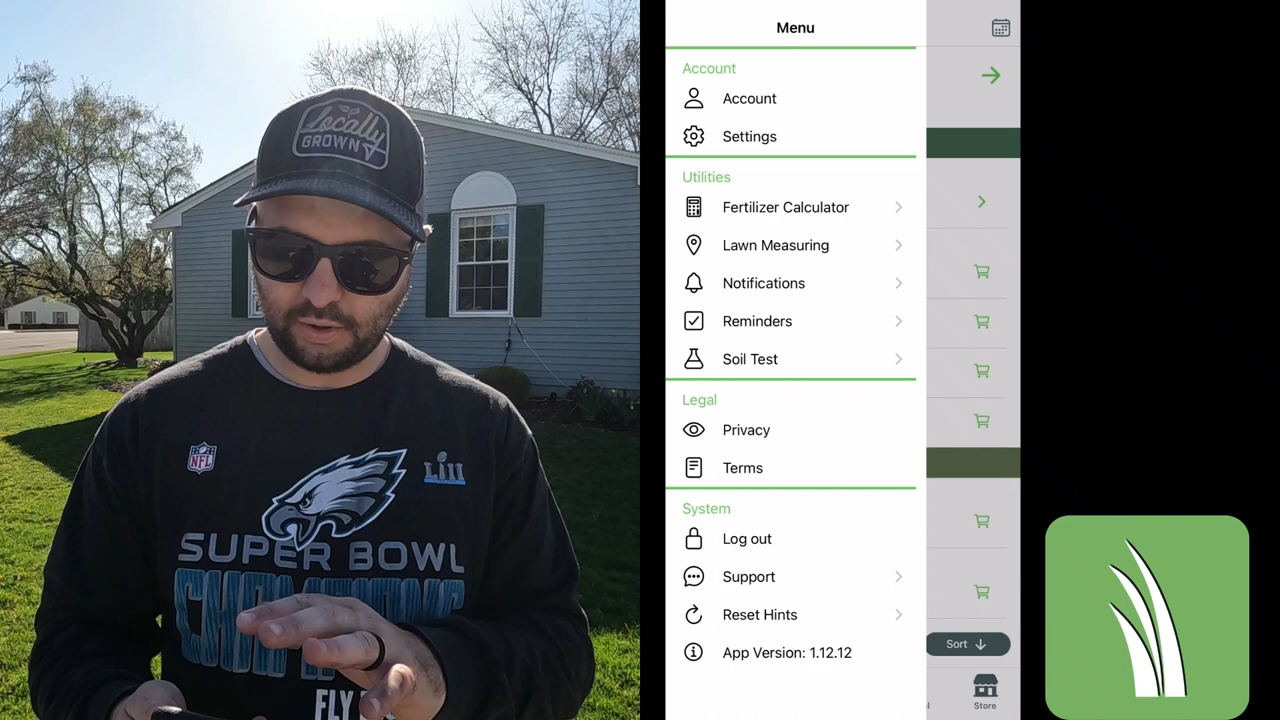 Locally
GROWN
NFL
LII
SUPER BOWL
FLY
Menu
Account
Account
Settings
Utilities
Fertilizer Calculator
Lawn Measuring
Notifications
Reminders
Soil Test
Legal
Privacy
Terms
System
Log out
Support
Reset Hints
App Version: 1.12.12
Sort
Store